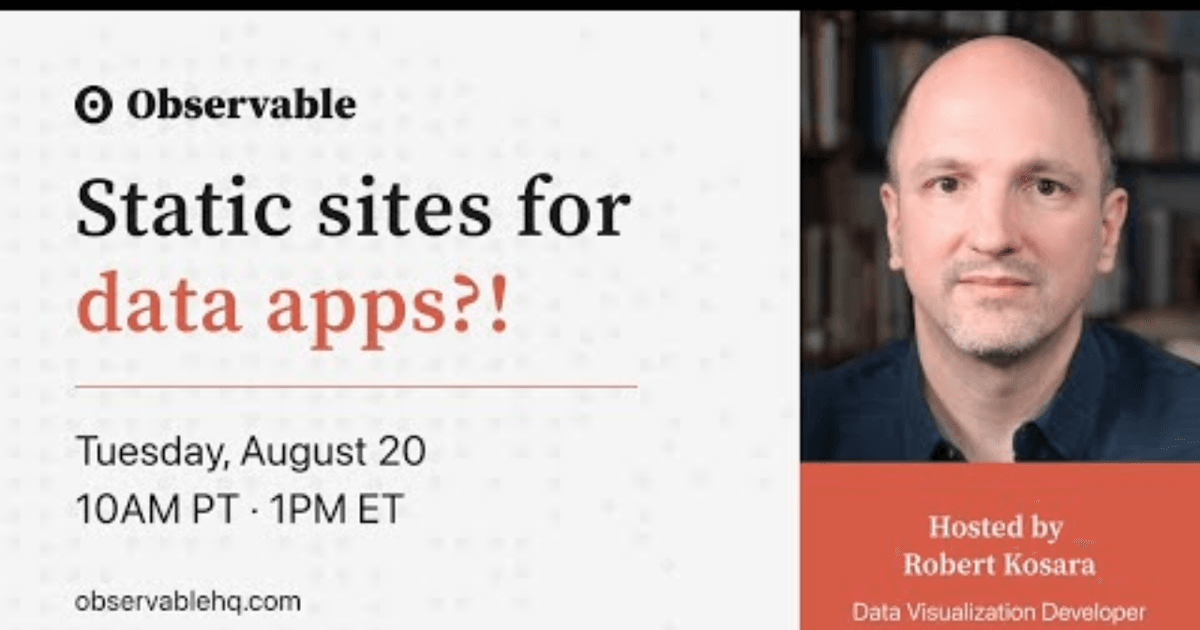 Observable
Static sites for
data apps?!
Tuesday, August 20
10AM PT · 1PM ET
observablehq.com
Hosted by
Robert Kosara
Data Visualization Developer